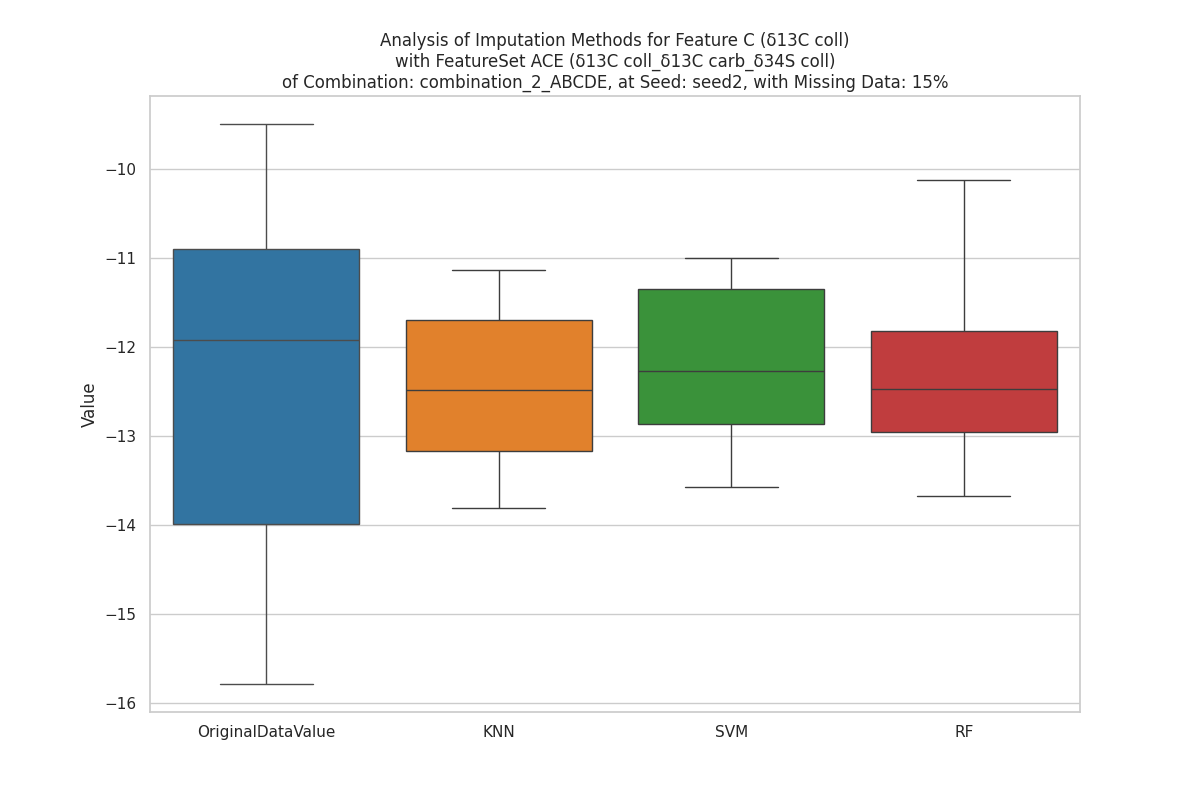 Analysis of Imputation Methods for Feature C (δ13C coll)
with FeatureSet ACE (δ13C coll_δ13C carb_δ34S coll)
of Combination: combination_2_ABCDE, at Seed: seed2, with Missing Data: 15%
−10
−11
−12
−13
−14
−15
−16
Value
OriginalDataValue
KNN
SVM
RF